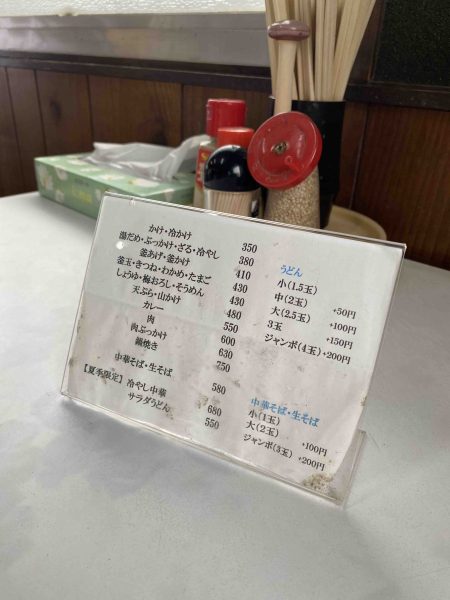 かけ・冷かけ 350
湯だめ・ぶっかけ・ざる・冷やし 380
釜あげ・釜かけ 410
釜玉・きつね・わかめ・たまご 430
しょうゆ・梅おろし・そうめん 430
天ぷら・山かけ 480
カレー 550
肉 600
肉ぶっかけ 630
鍋焼き 750
中華そば・生そば 580
【夏季限定】冷やし中華 680
サラダうどん 550
うどん
小(1.5玉)
中(2玉) +50円
大(2.5玉) +100円
3玉 +150円
ジャンボ(4玉) +200円
中華そば・生そば
小(1玉)
大(2玉) +100円
ジャンボ(3玉) +200円